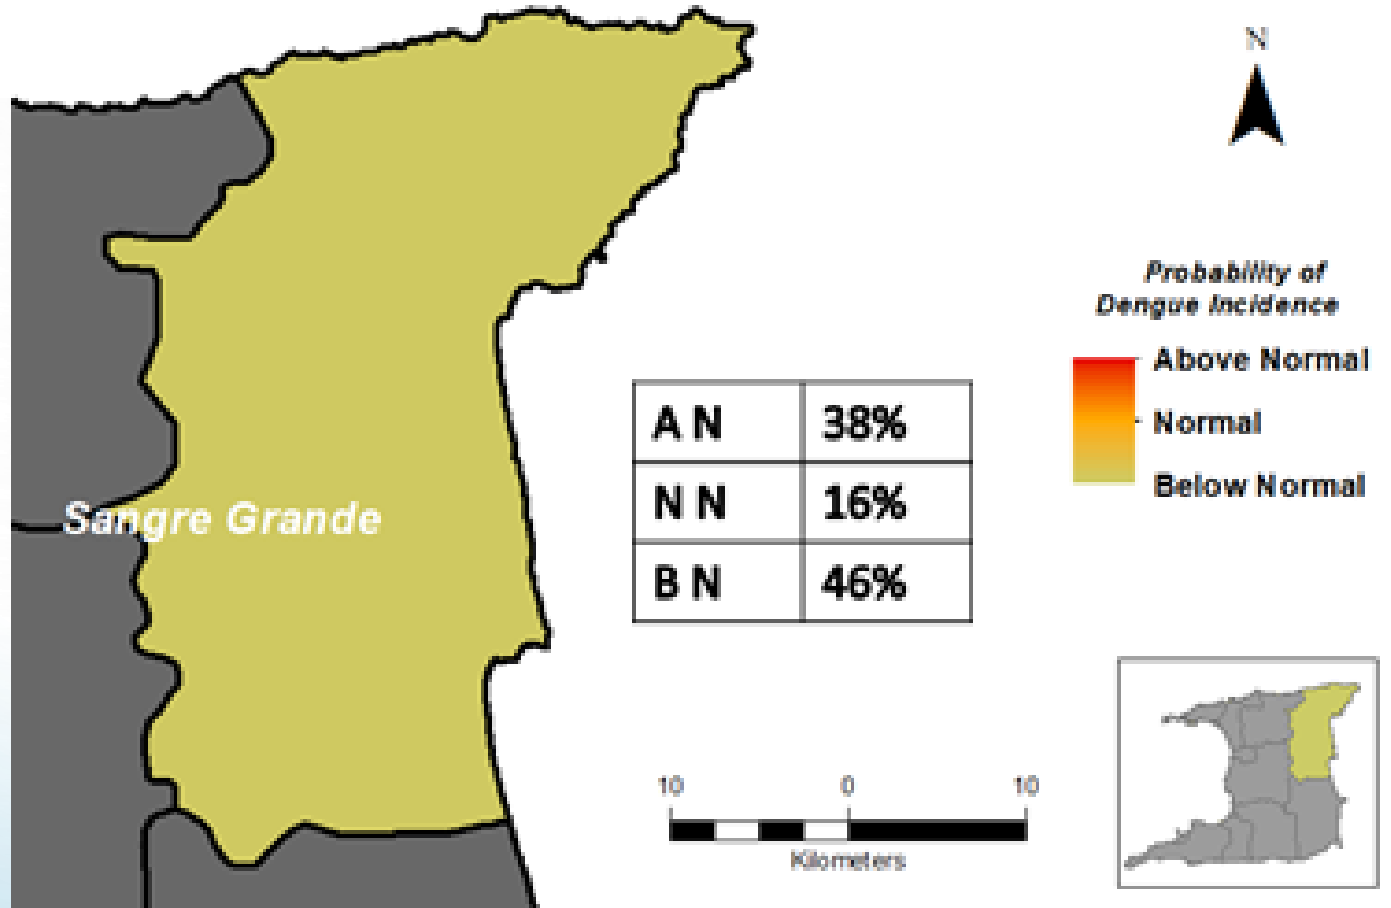 N
Probability of
Dengue Incidence
Above Normal
Normal
Below Normal
A N 38%
N N 16%
B N 46%
Sangre Grande
10 0 10
Kilometers